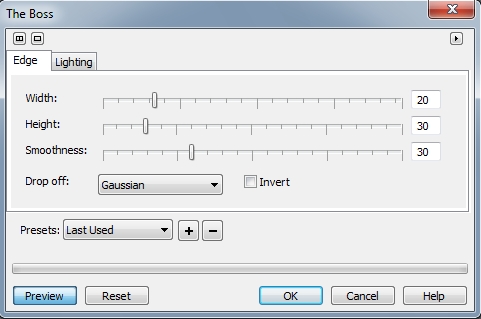 The Boss
Edge Lighting
Width: 20
Height: 30
Smoothness: 30
Drop off: Gaussian Invert
Presets: Last Used
Preview Reset OK Cancel Help